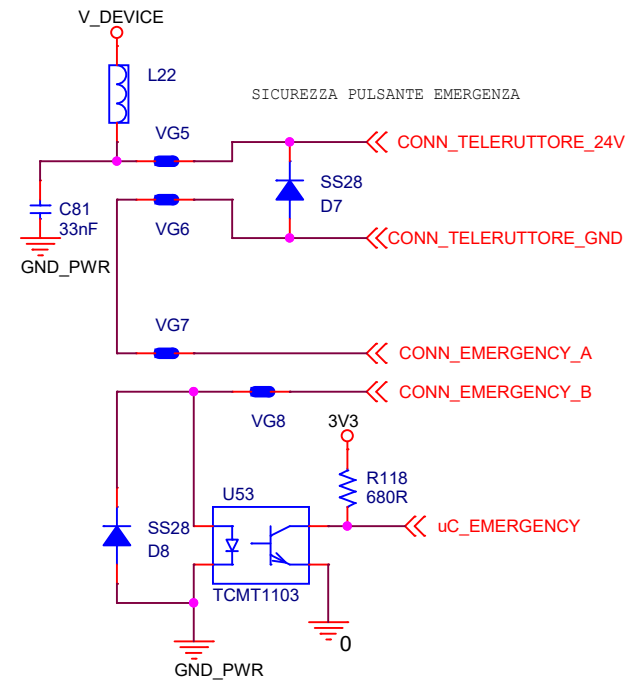 V_DEVICE
L22
SICUREZZA PULSANTE EMERGENZA
VG5
CONN_TELERUTTORE_24V
SS28
D7
C81
33nF
VG6
CONN_TELERUTTORE_GND
GND_PWR
VG7
CONN_EMERGENCY_A
CONN_EMERGENCY_B
VG8
3V3
R118
680R
U53
SS28
D8
uC_EMERGENCY
TCMT1103
0
GND_PWR